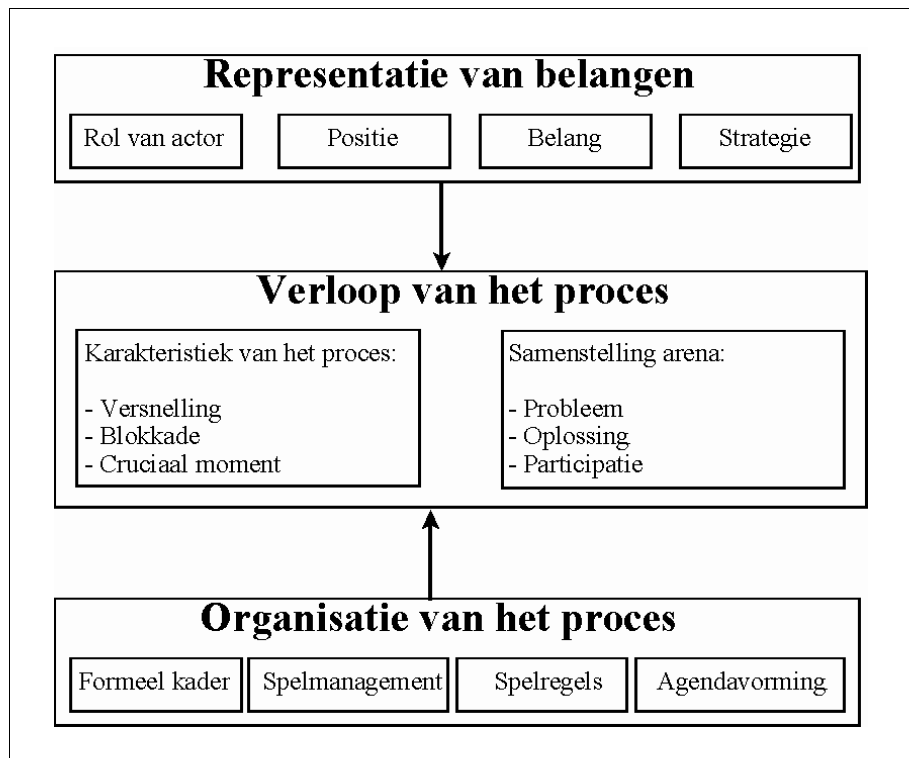 Representatie van belangen
Rol van actor
Positie
Belang
Strategie
Verloop van het proces
Karakteristiek van het proces:
- Versnelling
- Blokkade
- Cruciaal moment
Samenstelling arena:
- Probleem
- Oplossing
- Participatie
Organisatie van het proces
Formeel kader
Spelmanagement
Spelregels
Agendavorming